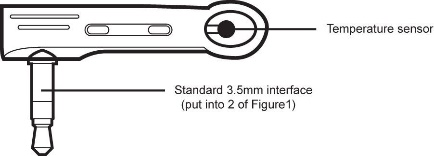 Temperature sensor
Standard 3.5mm interface
(put into 2 of Figure1)